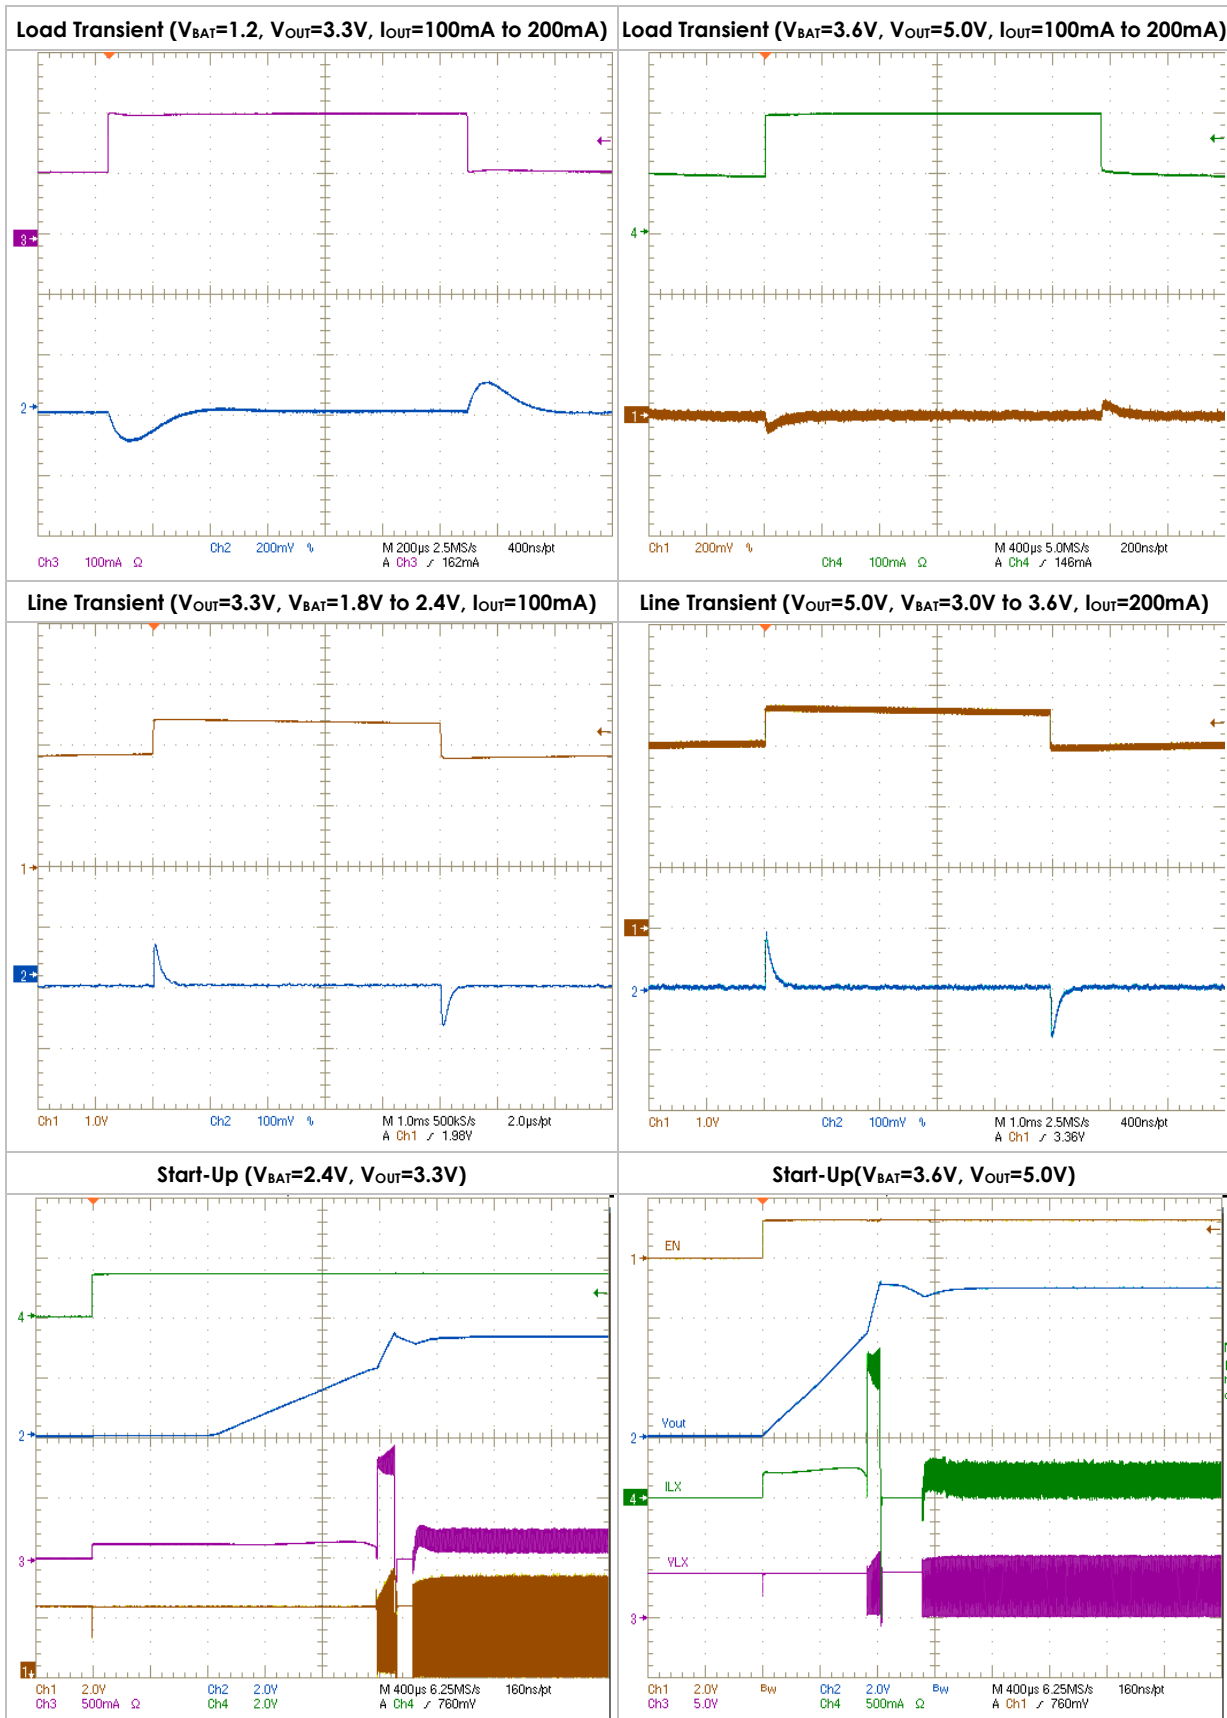 Load Transient (VBAT=1.2, VOUT=3.3V, IOUT=100mA to 200mA)
Load Transient (VBAT=3.6V, VOUT=5.0V, IOUT=100mA to 200mA)
3
2
Ch2 200mV M 200µs 2.5MS/s 400ns/pt
Ch3 100mA Ω A Ch3 162mA
4
1
Ch1 200mV M 400µs 5.0MS/s 200ns/pt
Ch4 100mA Ω A Ch4 146mA
Line Transient (VOUT=3.3V, VBAT=1.8V to 2.4V, IOUT=100mA)
Line Transient (VOUT=5.0V, VBAT=3.0V to 3.6V, IOUT=200mA)
1
2
Ch1 1.0V Ch2 100mV M 1.0ms 500kS/s 2.0µs/pt
A Ch1 1.98V
1
2
Ch1 1.0V Ch2 100mV M 1.0ms 2.5MS/s 400ns/pt
A Ch1 3.36V
Start-Up (VBAT=2.4V, VOUT=3.3V)
Start-Up(VBAT=3.6V, VOUT=5.0V)
4
2
3
1
Ch1 2.0V Ch2 2.0V M 400µs 6.25MS/s 160ns/pt
Ch3 500mA Ω Ch4 2.0V A Ch4 760mV
EN
1
Vout
2
ILX
4
VLX
3
Ch1 2.0V BW Ch2 2.0V BW M 400µs 6.25MS/s 160ns/pt
Ch3 5.0V Ch4 500mA Ω A Ch1 760mV